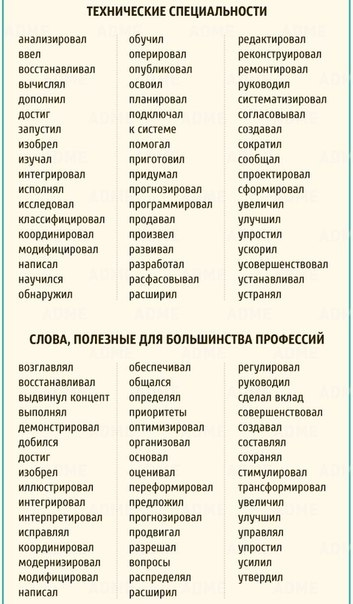 ТЕХНИЧЕСКИЕ СПЕЦИАЛЬНОСТИ
анализировал
ввел
восстанавливал
вычислял
дополнил
достиг
запустил
изобрел
изучал
интегрировал
исполнял
исследовал
классифицировал
координировал
модифицировал
написал
научился
обнаружил
обучил
оперировал
опубликовал
освоил
планировал
подключал
к системе
помогал
приготовил
придумал
прогнозировал
программировал
продавал
произвел
развивал
разработал
расфасовывал
расширил
редактировал
реконструировал
ремонтировал
руководил
систематизировал
согласовывал
создавал
сократил
сообщал
спроектировал
сформировал
увеличил
улучшил
упростил
ускорил
усовершенствовал
устанавливал
устранял
СЛОВА, ПОЛЕЗНЫЕ ДЛЯ БОЛЬШИНСТВА ПРОФЕССИЙ
возглавлял
восстанавливал
выдвинул концепт
выполнял
демонстрировал
добился
достиг
изобрел
иллюстрировал
интегрировал
интерпретировал
исправлял
координировал
модернизировал
модифицировал
написал
обеспечивал
общался
определял
приоритеты
оптимизировал
организовал
основал
оценивал
переформировал
предложил
прогнозировал
продвигал
разрешал
вопросы
распределял
расширил
регулировал
руководил
сделал вклад
совершенствовал
создавал
составлял
сохранял
стимулировал
трансформировал
увеличил
улучшил
управлял
упростил
усилил
утвердил